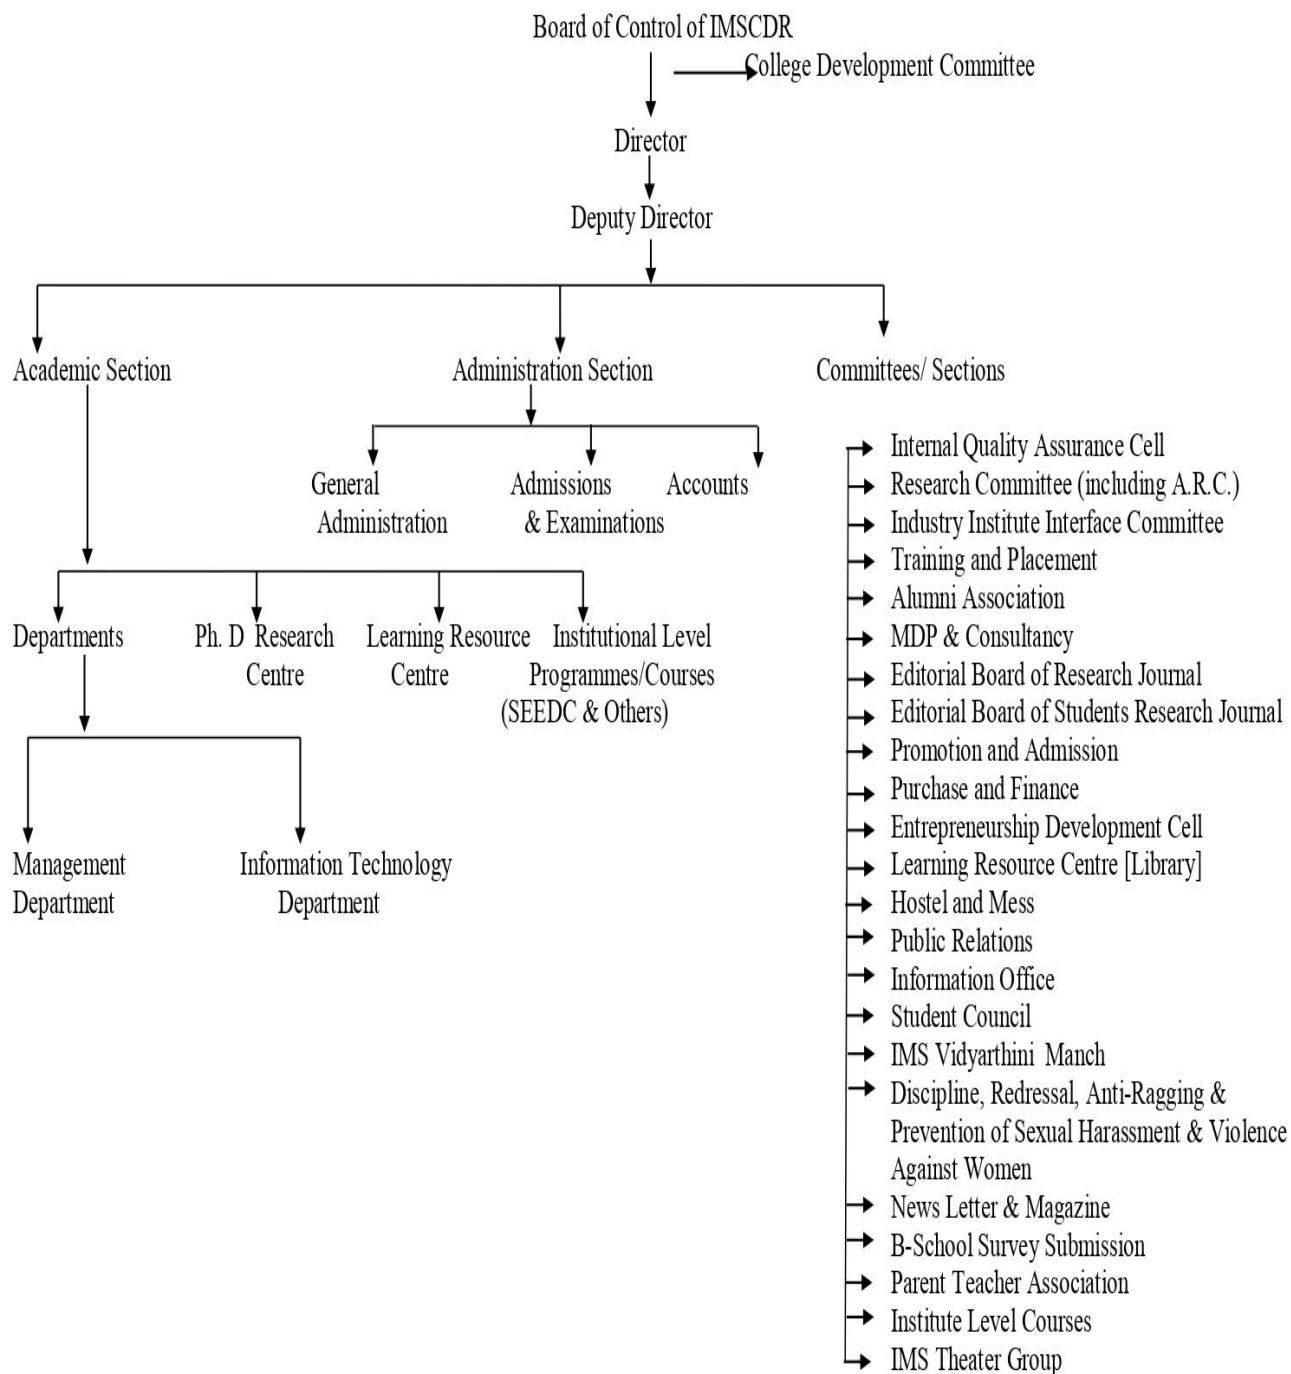 Board of Control of IMSCDR
College Development Committee
Director
Deputy Director
Academic Section
Administration Section
Committees/ Sections
General
Administration
Admissions
& Examinations
Accounts
Departments
Ph. D Research
Centre
Learning Resource
Centre
Institutional Level
Programmes/Courses
(SEEDC & Others)
Management
Department
Information Technology
Department
Internal Quality Assurance Cell
Research Committee (including A.R.C.)
Industry Institute Interface Committee
Training and Placement
Alumni Association
MDP & Consultancy
Editorial Board of Research Journal
Editorial Board of Students Research Journal
Promotion and Admission
Purchase and Finance
Entrepreneurship Development Cell
Learning Resource Centre [Library]
Hostel and Mess
Public Relations
Information Office
Student Council
IMS Vidyarthini Manch
Discipline, Redressal, Anti-Ragging &
Prevention of Sexual Harassment & Violence
Against Women
News Letter & Magazine
B-School Survey Submission
Parent Teacher Association
Institute Level Courses
IMS Theater Group